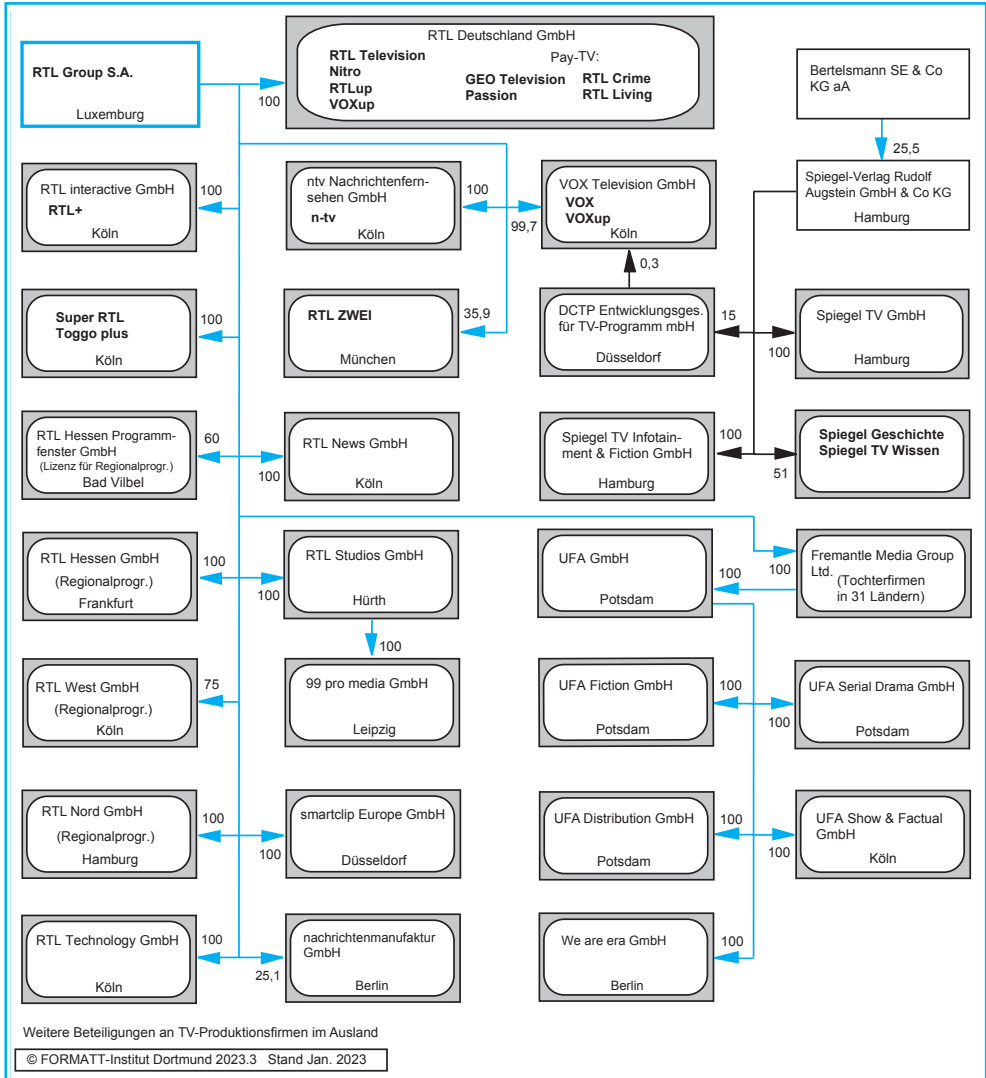 RTL Group S.A.
Luxemburg
100
RTL Deutschland GmbH
RTL Television
Nitro
RTLup
VOXup
Pay-TV:
GEO Television
Passion
RTL Crime
RTL Living
Bertelsmann SE & Co
KG aA
25,5
Spiegel-Verlag Rudolf
Augstein GmbH & Co KG
Hamburg
RTL interactive GmbH
RTL+
Köln
100
ntv Nachrichtenfern-
sehen GmbH
n-tv
Köln
100
99,7
VOX Television GmbH
VOX
VOXup
Köln
0,3
Super RTL
Toggo plus
Köln
100
RTL ZWEI
München
35,9
DCTP Entwicklungsges.
für TV-Programm mbH
Düsseldorf
15
100
Spiegel TV GmbH
Hamburg
RTL Hessen Programm-
fenster GmbH
(Lizenz für Regionalprogr.)
Bad Vilbel
60
100
RTL News GmbH
Köln
Spiegel TV Infotain-
ment & Fiction GmbH
Hamburg
100
51
Spiegel Geschichte
Spiegel TV Wissen
RTL Hessen GmbH
(Regionalprogr.)
Frankfurt
100
100
RTL Studios GmbH
Hürth
100
UFA GmbH
Potsdam
100
100
Fremantle Media Group
Ltd.
(Tochterfirmen
in 31 Ländern)
RTL West GmbH
(Regionalprogr.)
Köln
75
99 pro media GmbH
Leipzig
UFA Fiction GmbH
Potsdam
100
100
UFA Serial Drama GmbH
Potsdam
RTL Nord GmbH
(Regionalprogr.)
Hamburg
100
100
smartclip Europe GmbH
Düsseldorf
UFA Distribution GmbH
Potsdam
100
100
UFA Show & Factual
GmbH
Köln
RTL Technology GmbH
Köln
100
25,1
nachrichtenmanufaktur
GmbH
Berlin
We are era GmbH
Berlin
100
Weitere Beteiligungen an TV-Produktionsfirmen im Ausland
© FORMATT-Institut Dortmund 2023.3 Stand Jan. 2023